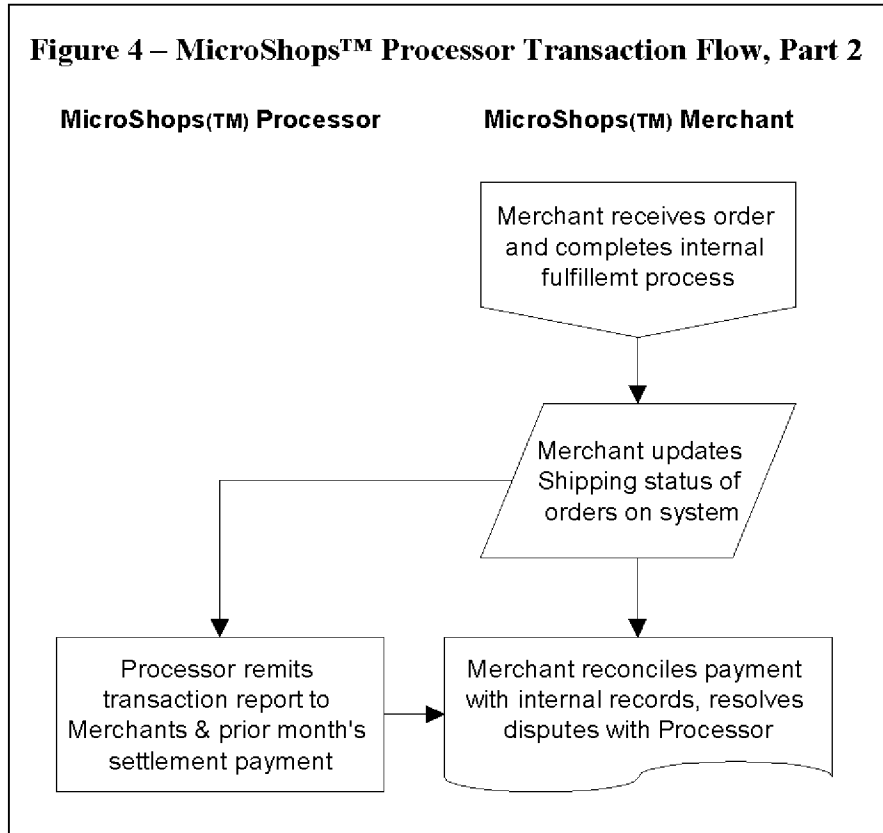 Figure 4 – MicroShops™ Processor Transaction Flow, Part 2
MicroShops(TM) Processor
MicroShops(TM) Merchant
Merchant receives order
and completes internal
fulfillemt process
Merchant updates
Shipping status of
orders on system
Processor remits
transaction report to
Merchants & prior month's
settlement payment
Merchant reconciles payment
with internal records, resolves
disputes with Processor